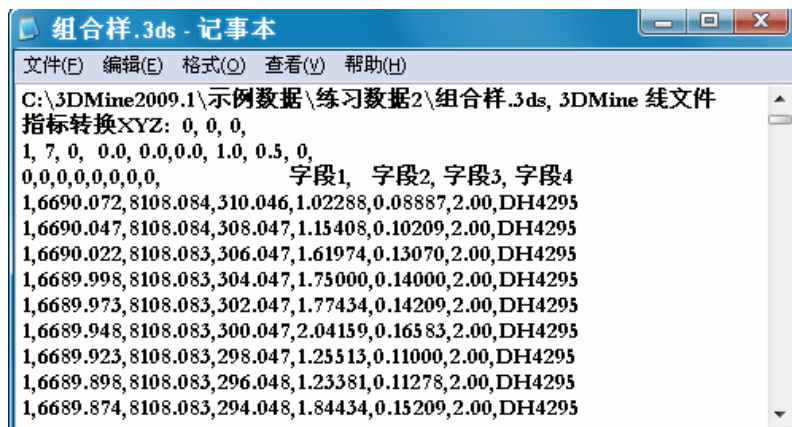 组合样.3ds - 记事本
文件(F) 编辑(E) 格式(O) 查看(V) 帮助(H)
C:\3DMine2009.1\示例数据\练习数据2\组合样.3ds, 3DMine 线文件
指标转换XYZ: 0, 0, 0,
1, 7, 0, 0.0, 0.0,0.0, 1.0, 0.5, 0,
0,0,0,0,0,0,0,0, 字段1, 字段2, 字段3, 字段4
1,6690.072,8108.084,310.046,1.02288,0.08887,2.00,DH4295
1,6690.047,8108.084,308.047,1.15408,0.10209,2.00,DH4295
1,6690.022,8108.083,306.047,1.61974,0.13070,2.00,DH4295
1,6689.998,8108.083,304.047,1.75000,0.14000,2.00,DH4295
1,6689.973,8108.083,302.047,1.77434,0.14209,2.00,DH4295
1,6689.948,8108.083,300.047,2.04159,0.16583,2.00,DH4295
1,6689.923,8108.083,298.047,1.25513,0.11000,2.00,DH4295
1,6689.898,8108.083,296.048,1.23381,0.11278,2.00,DH4295
1,6689.874,8108.083,294.048,1.84434,0.15209,2.00,DH4295